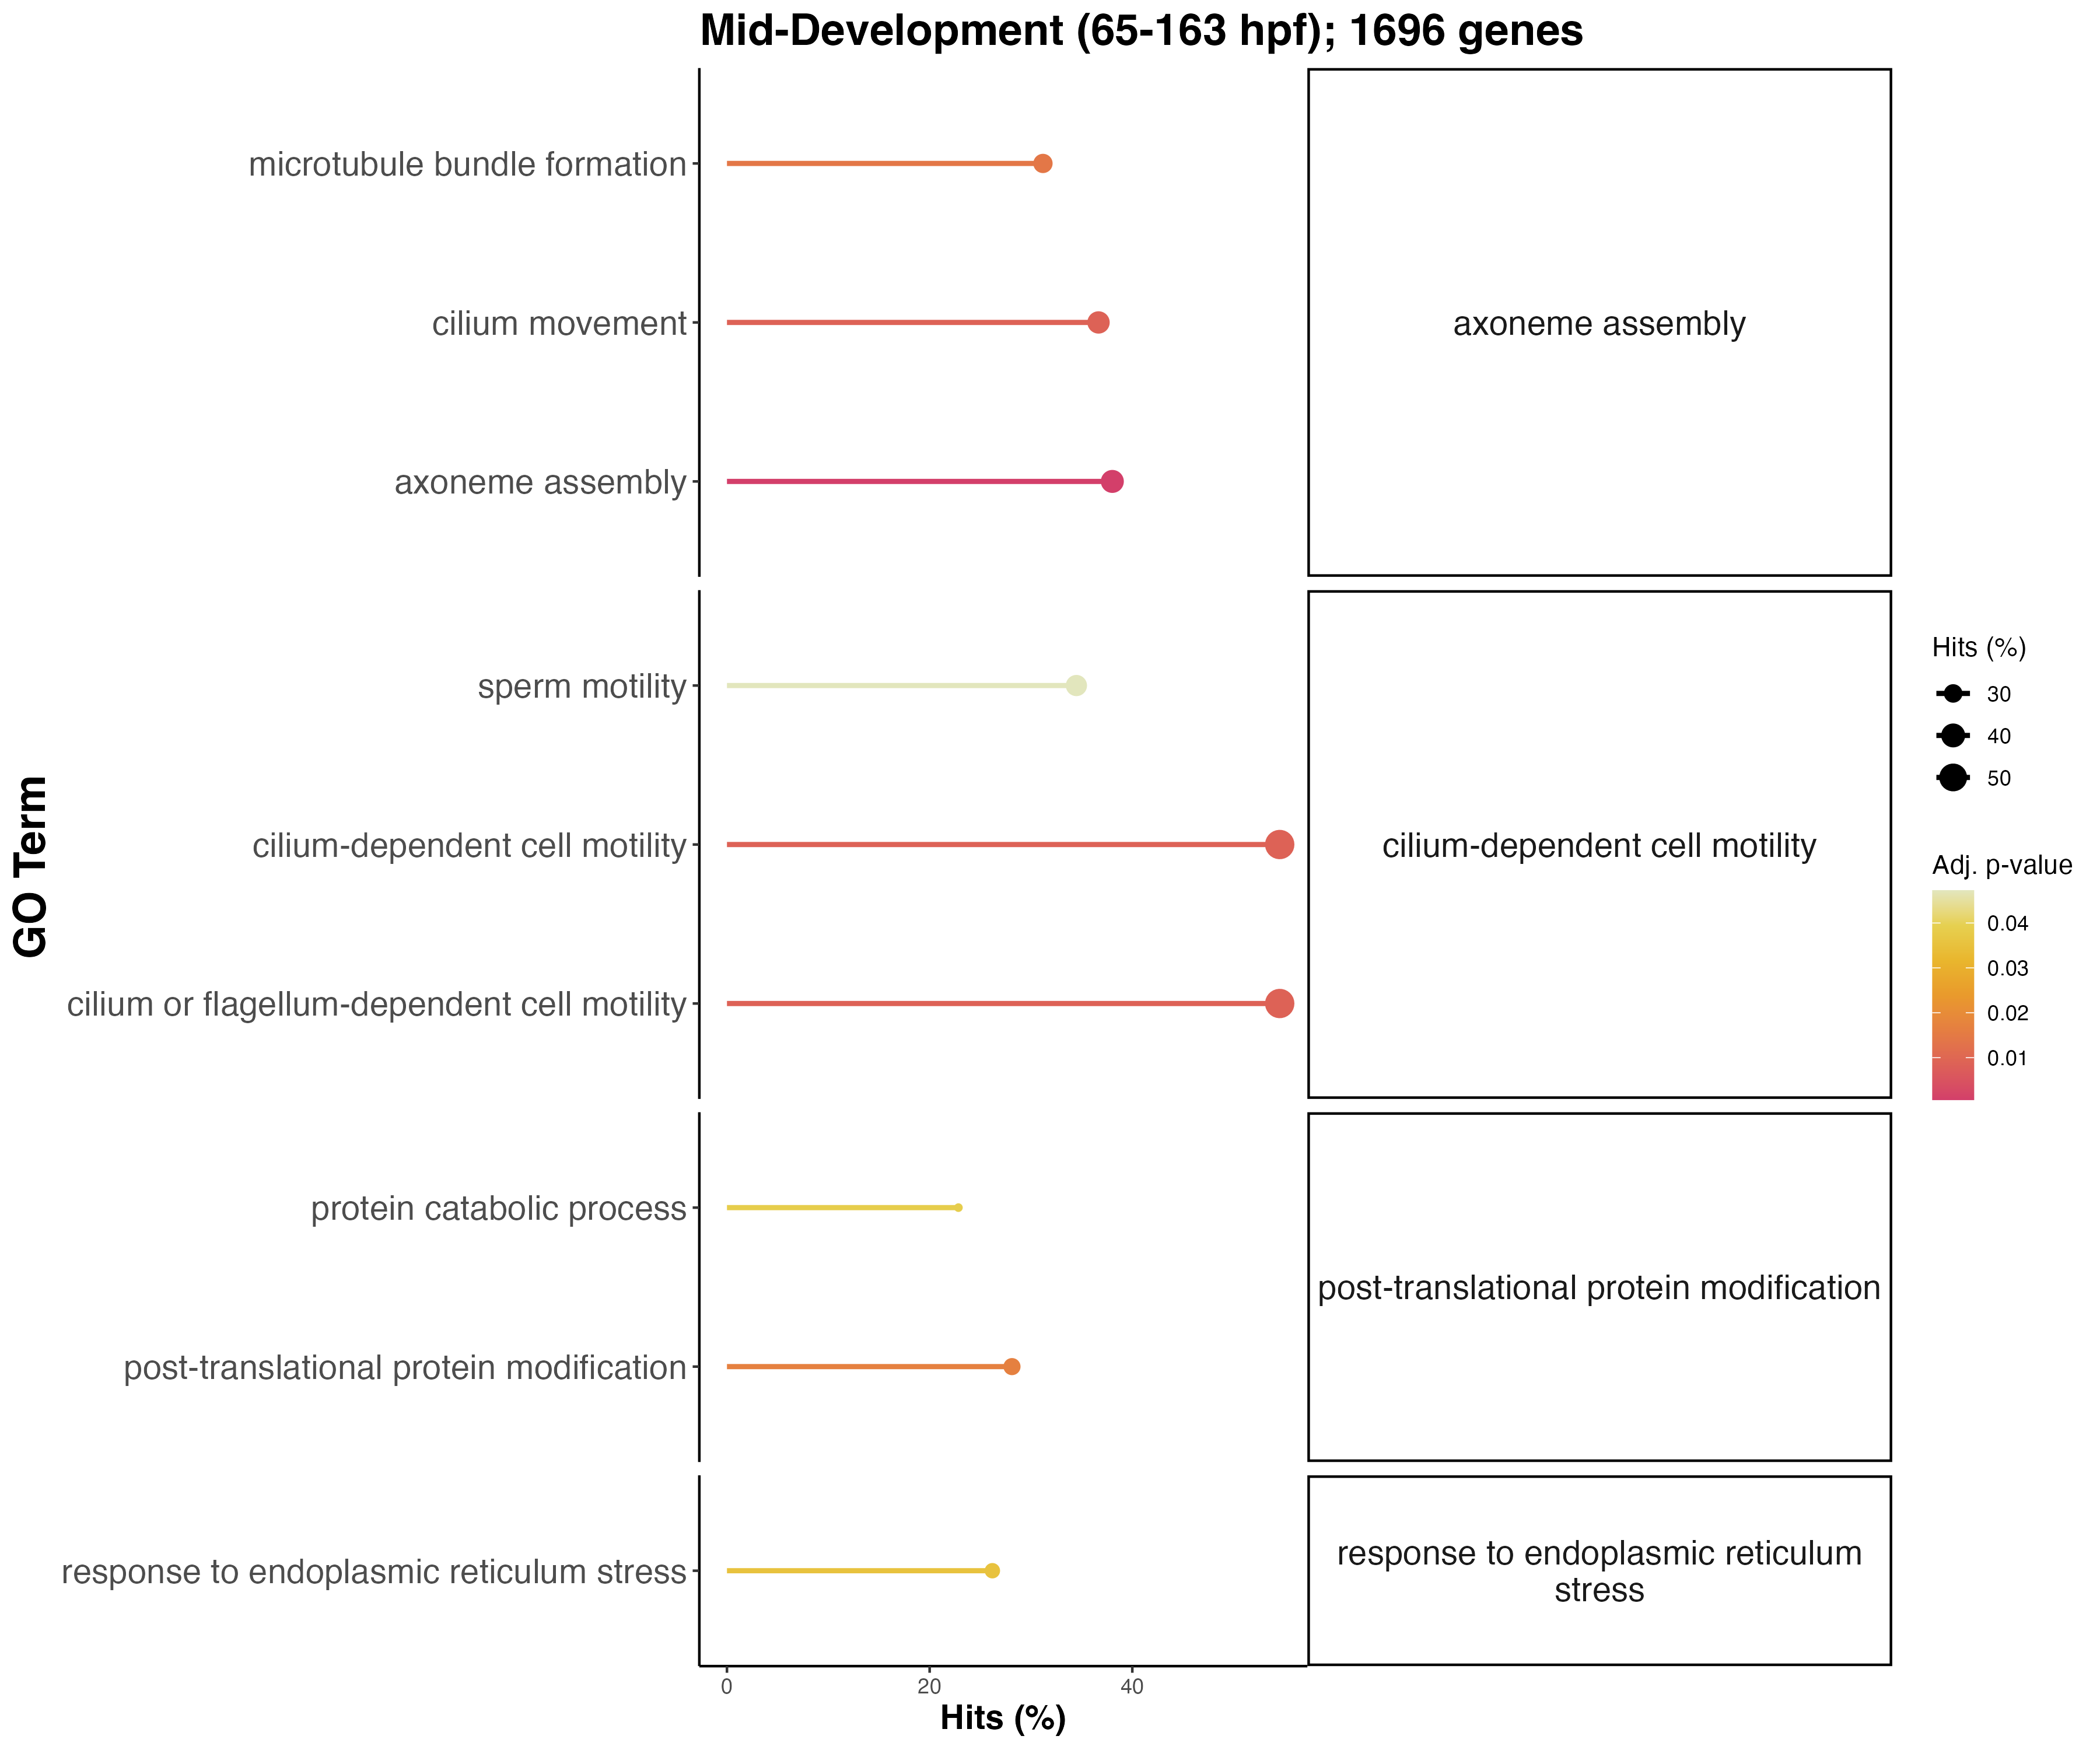 Mid-Development (65-163 hpf); 1696 genes
GO Term
microtubule bundle formation
cilium movement
axoneme assembly
axoneme assembly
sperm motility
cilium-dependent cell motility
cilium or flagellum-dependent cell motility
cilium-dependent cell motility
protein catabolic process
post-translational protein modification
post-translational protein modification
response to endoplasmic reticulum stress
response to endoplasmic reticulum
stress
0
20
40
Hits (%)
Hits (%)
30
40
50
Adj. p-value
0.04
0.03
0.02
0.01